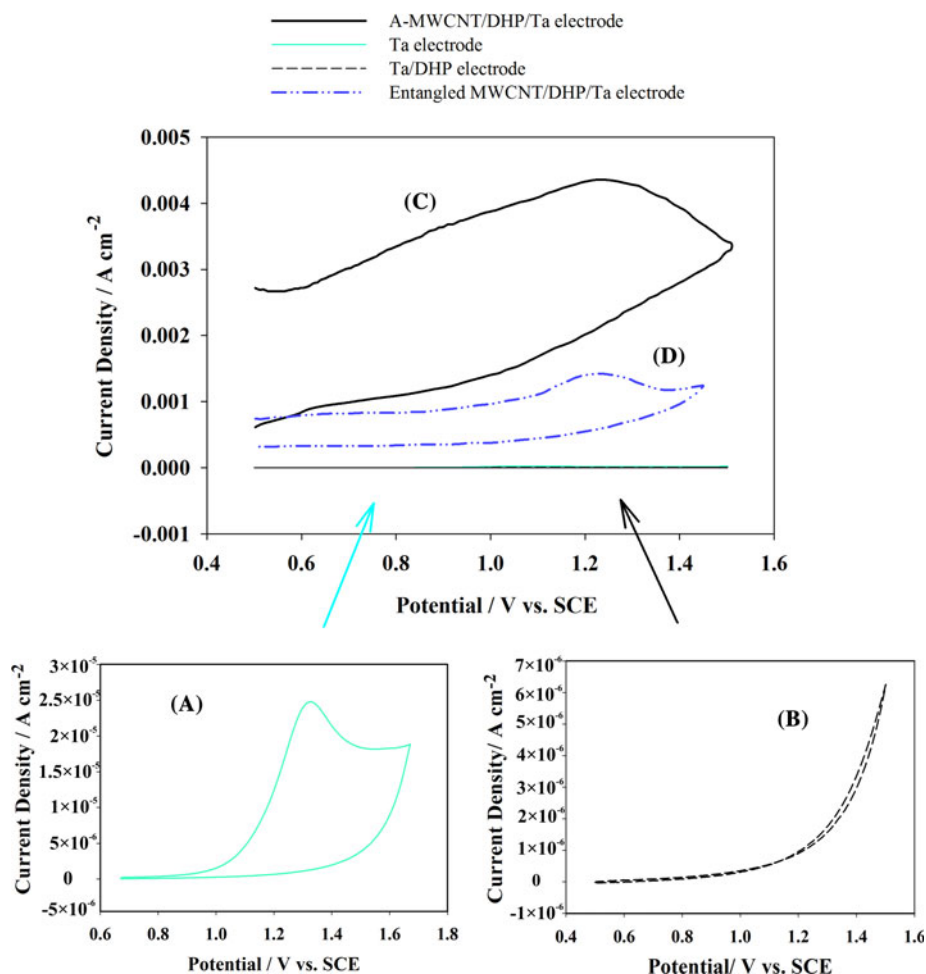 A-MWCNT/DHP/Ta electrode
Ta electrode
Ta/DHP electrode
Entangled MWCNT/DHP/Ta electrode
0.005
0.004
0.003
0.002
0.001
0.000
-0.001
Current Density / A cm⁻²
(C)
(D)
0.4 0.6 0.8 1.0 1.2 1.4 1.6
Potential / V vs. SCE
3×10⁻⁵
2.5×10⁻⁵
2×10⁻⁵
1.5×10⁻⁵
1×10⁻⁵
5×10⁻⁶
0
-5×10⁻⁶
Current Density / A cm⁻²
(A)
0.6 0.8 1.0 1.2 1.4 1.6 1.8
Potential/ V vs. SCE
7×10⁻⁶
6×10⁻⁶
5×10⁻⁶
4×10⁻⁶
3×10⁻⁶
2×10⁻⁶
1×10⁻⁶
0
-1×10⁻⁶
Current Density/ A cm⁻²
(B)
0.4 0.6 0.8 1.0 1.2 1.4 1.6
Potential/ V vs. SCE